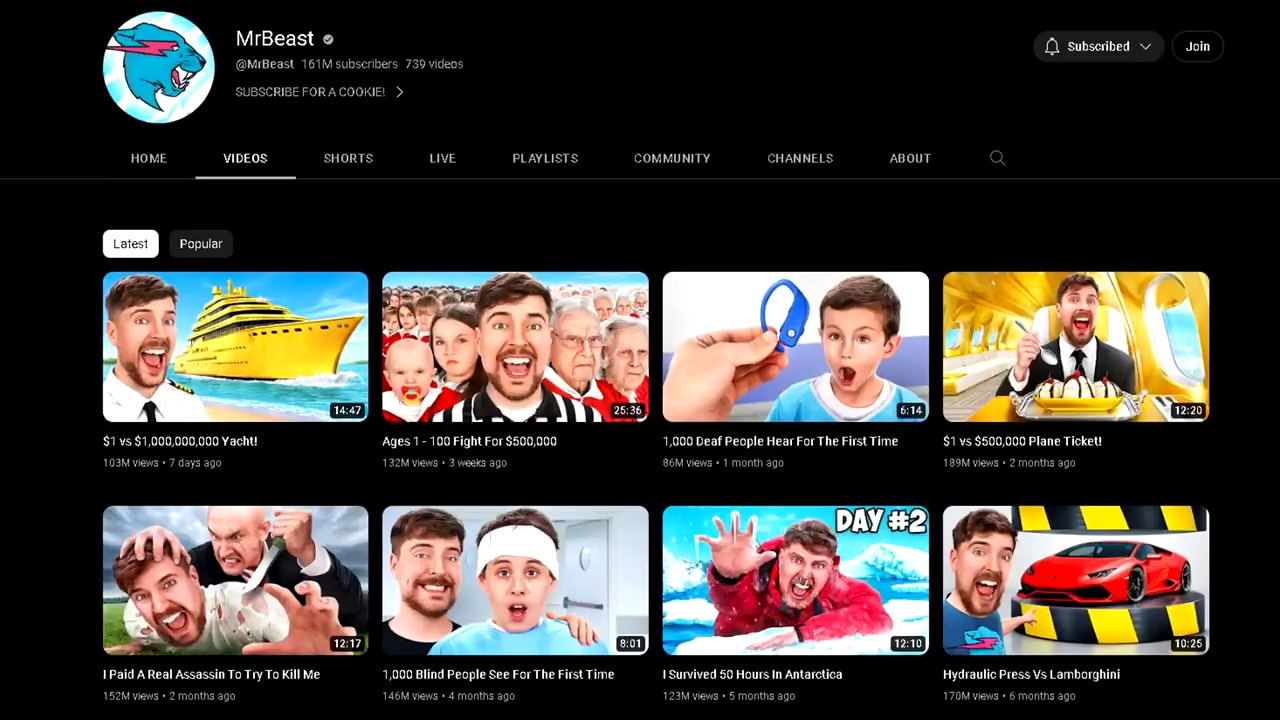 MrBeast
@MrBeast 161M subscribers 739 videos
SUBSCRIBE FOR A COOKIE!
Subscribed
Join
HOME VIDEOS SHORTS LIVE PLAYLISTS COMMUNITY CHANNELS ABOUT
Latest Popular
14:47
25:36
6:14
12:20
$1 vs $1,000,000,000 Yacht!
103M views • 7 days ago
Ages 1 - 100 Fight For $500,000
132M views • 3 weeks ago
1,000 Deaf People Hear For The First Time
86M views • 1 month ago
$1 vs $500,000 Plane Ticket!
189M views • 2 months ago
12:17
8:01
DAY #2
12:10
10:25
I Paid A Real Assassin To Try To Kill Me
152M views • 2 months ago
1,000 Blind People See For The First Time
146M views • 4 months ago
I Survived 50 Hours In Antarctica
123M views • 5 months ago
Hydraulic Press Vs Lamborghini
170M views • 6 months ago